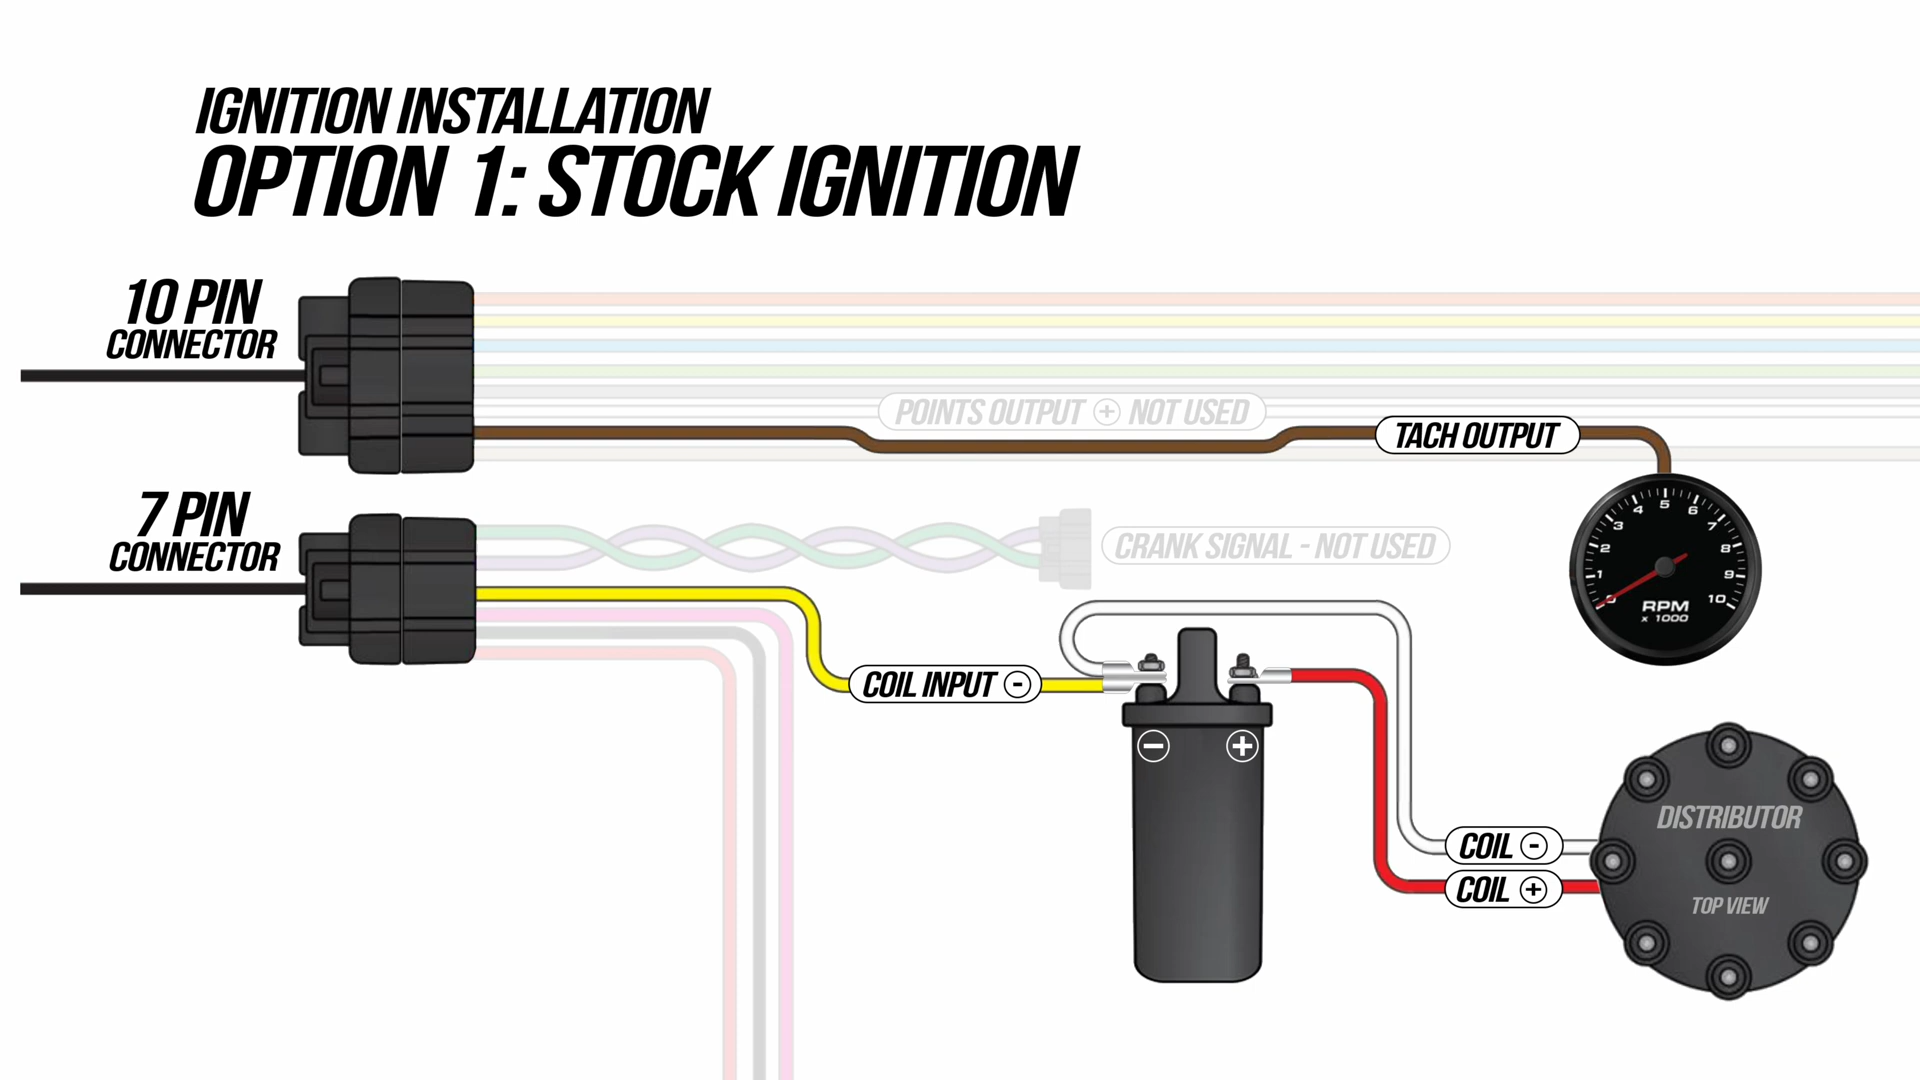 IGNITION INSTALLATION
OPTION 1: STOCK IGNITION
10 PIN
CONNECTOR
POINTS OUTPUT + NOT USED
TACH OUTPUT
7 PIN
CONNECTOR
CRANK SIGNAL - NOT USED
0 1 2 3 4 5 6 7 8 9 10
RPM
x 1000
COIL INPUT -
- +
COIL -
COIL +
DISTRIBUTOR
TOP VIEW